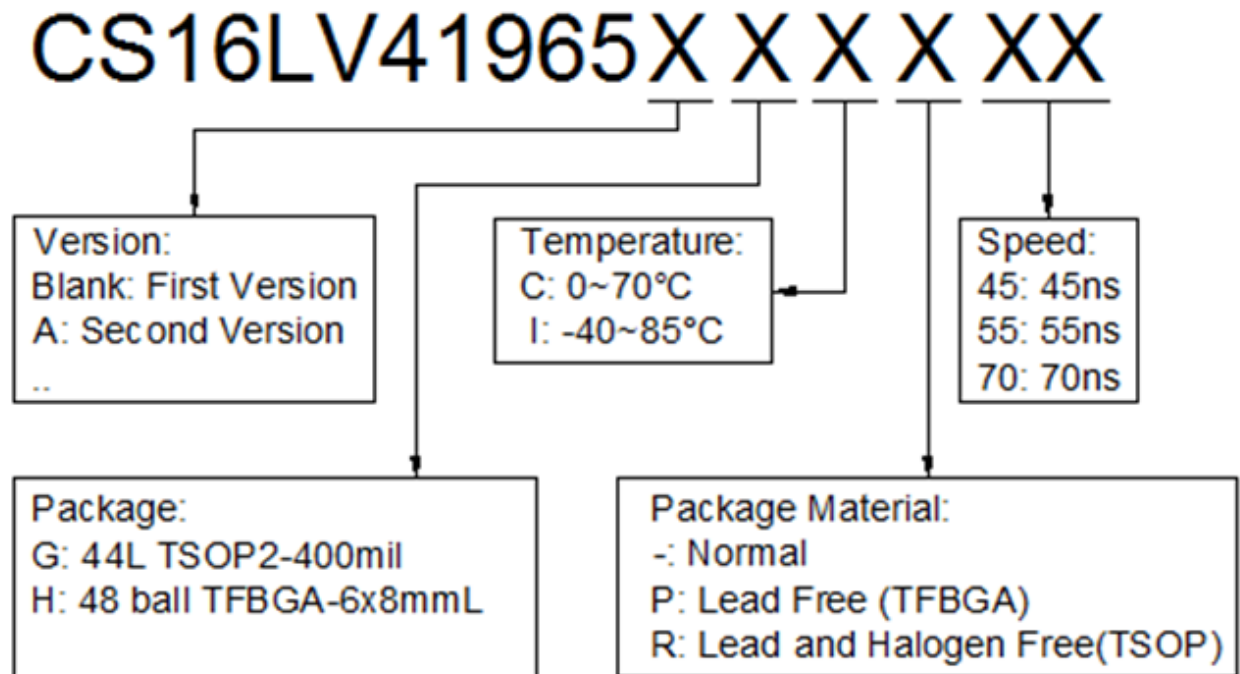 CS16LV41965X X X X XX
Version:
Blank: First Version
A: Second Version
..
Temperature:
C: 0~70°C
I: -40~85°C
Speed:
45: 45ns
55: 55ns
70: 70ns
Package:
G: 44L TSOP2-400mil
H: 48 ball TFBGA-6x8mmL
Package Material:
-: Normal
P: Lead Free (TFBGA)
R: Lead and Halogen Free(TSOP)